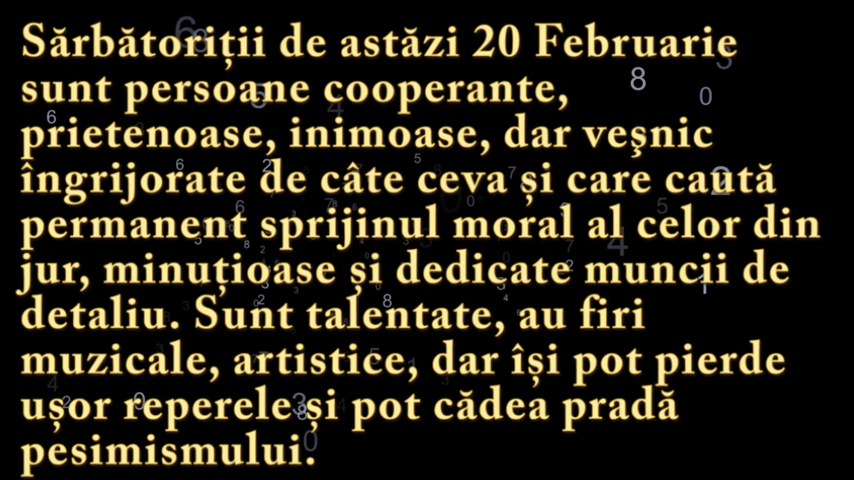 Sărbătoriții de astăzi 20 Februarie
sunt persoane cooperante,
prietenoase, inimoase, dar veşnic
îngrijorate de câte ceva și care caută
permanent sprijinul moral al celor din
jur, minuțioase și dedicate muncii de
detaliu. Sunt talentate, au firi
muzicale, artistice, dar își pot pierde
ușor reperele și pot cădea pradă
pesimismului.